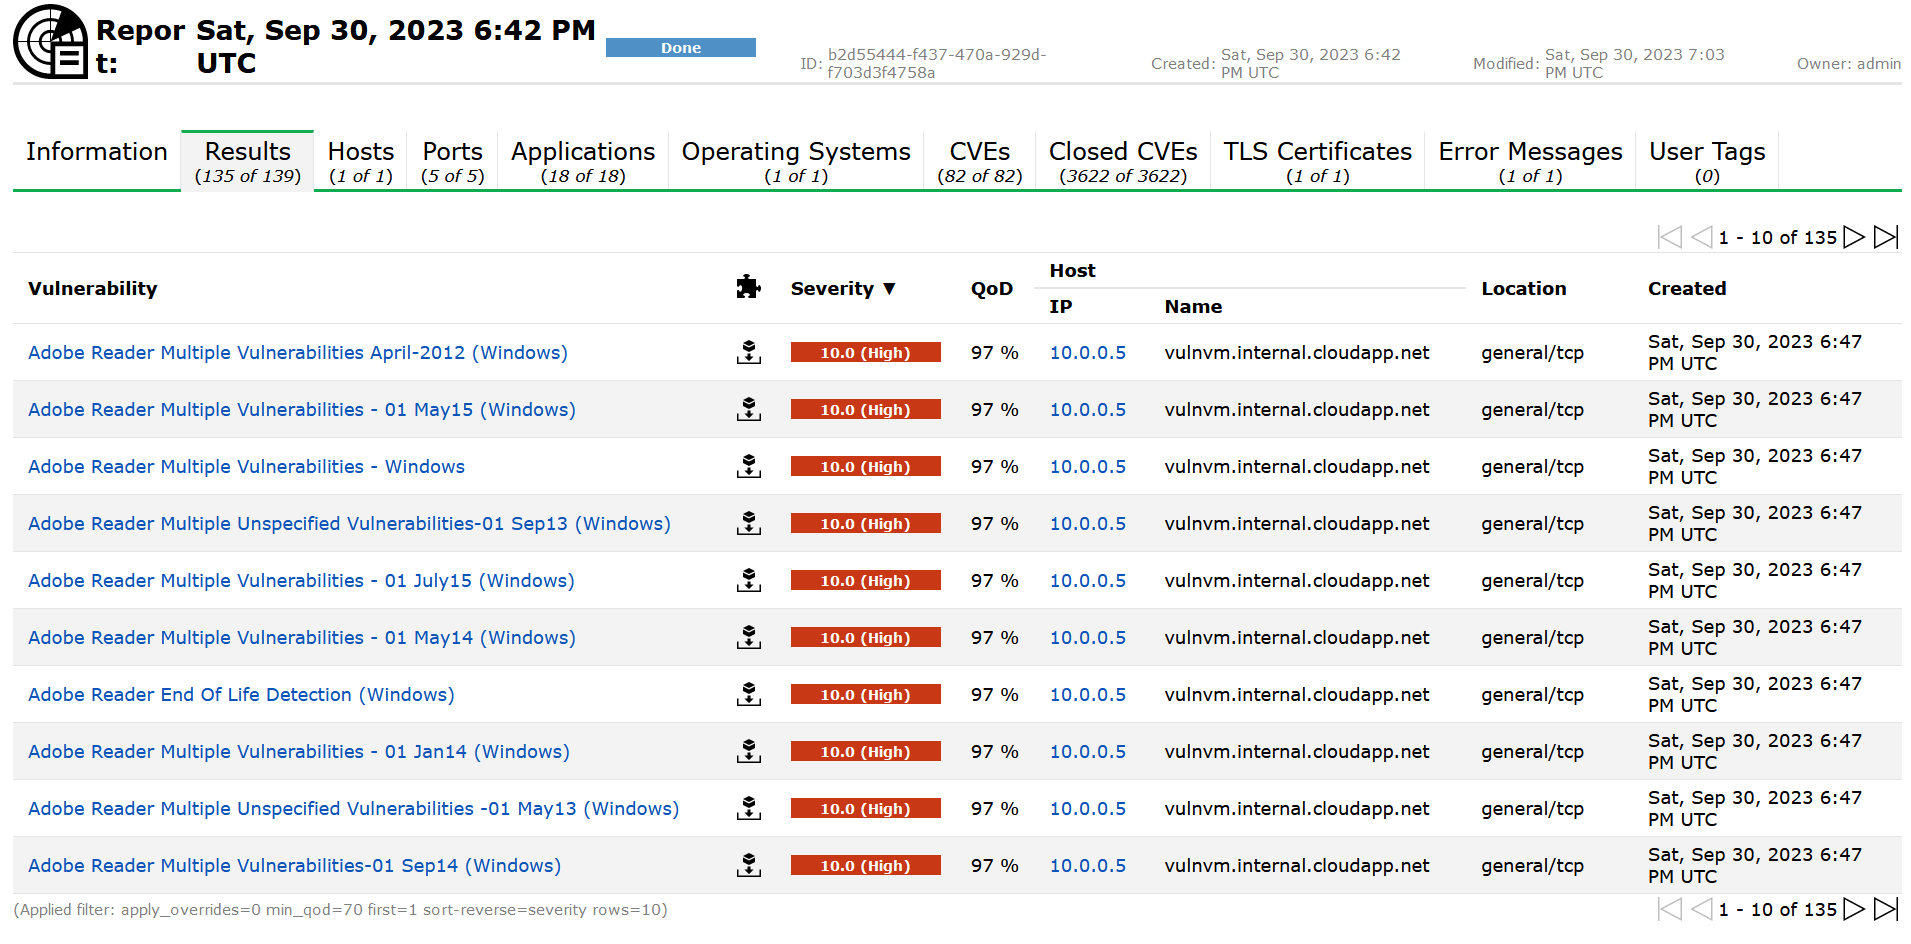 Repor Sat, Sep 30, 2023 6:42 PM
t: UTC
Done
ID: b2d55444-f437-470a-929d-
f703d3f4758a
Created: Sat, Sep 30, 2023 6:42
PM UTC
Modified: Sat, Sep 30, 2023 7:03
PM UTC
Owner: admin
Information
Results
(135 of 139)
Hosts
(1 of 1)
Ports
(5 of 5)
Applications
(18 of 18)
Operating Systems
(1 of 1)
CVEs
(82 of 82)
Closed CVEs
(3622 of 3622)
TLS Certificates
(1 of 1)
Error Messages
(1 of 1)
User Tags
(0)
1 - 10 of 135
Vulnerability Severity ▼ QoD Host Location Created
IP Name
Adobe Reader Multiple Vulnerabilities April-2012 (Windows) 10.0 (High) 97 % 10.0.0.5 vulnvm.internal.cloudapp.net general/tcp Sat, Sep 30, 2023 6:47
PM UTC
Adobe Reader Multiple Vulnerabilities - 01 May15 (Windows) 10.0 (High) 97 % 10.0.0.5 vulnvm.internal.cloudapp.net general/tcp Sat, Sep 30, 2023 6:47
PM UTC
Adobe Reader Multiple Vulnerabilities - Windows 10.0 (High) 97 % 10.0.0.5 vulnvm.internal.cloudapp.net general/tcp Sat, Sep 30, 2023 6:47
PM UTC
Adobe Reader Multiple Unspecified Vulnerabilities-01 Sep13 (Windows) 10.0 (High) 97 % 10.0.0.5 vulnvm.internal.cloudapp.net general/tcp Sat, Sep 30, 2023 6:47
PM UTC
Adobe Reader Multiple Vulnerabilities - 01 July15 (Windows) 10.0 (High) 97 % 10.0.0.5 vulnvm.internal.cloudapp.net general/tcp Sat, Sep 30, 2023 6:47
PM UTC
Adobe Reader Multiple Vulnerabilities - 01 May14 (Windows) 10.0 (High) 97 % 10.0.0.5 vulnvm.internal.cloudapp.net general/tcp Sat, Sep 30, 2023 6:47
PM UTC
Adobe Reader End Of Life Detection (Windows) 10.0 (High) 97 % 10.0.0.5 vulnvm.internal.cloudapp.net general/tcp Sat, Sep 30, 2023 6:47
PM UTC
Adobe Reader Multiple Vulnerabilities - 01 Jan14 (Windows) 10.0 (High) 97 % 10.0.0.5 vulnvm.internal.cloudapp.net general/tcp Sat, Sep 30, 2023 6:47
PM UTC
Adobe Reader Multiple Unspecified Vulnerabilities -01 May13 (Windows) 10.0 (High) 97 % 10.0.0.5 vulnvm.internal.cloudapp.net general/tcp Sat, Sep 30, 2023 6:47
PM UTC
Adobe Reader Multiple Vulnerabilities-01 Sep14 (Windows) 10.0 (High) 97 % 10.0.0.5 vulnvm.internal.cloudapp.net general/tcp Sat, Sep 30, 2023 6:47
PM UTC
(Applied filter: apply_overrides=0 min_qod=70 first=1 sort-reverse=severity rows=10) 1 - 10 of 135